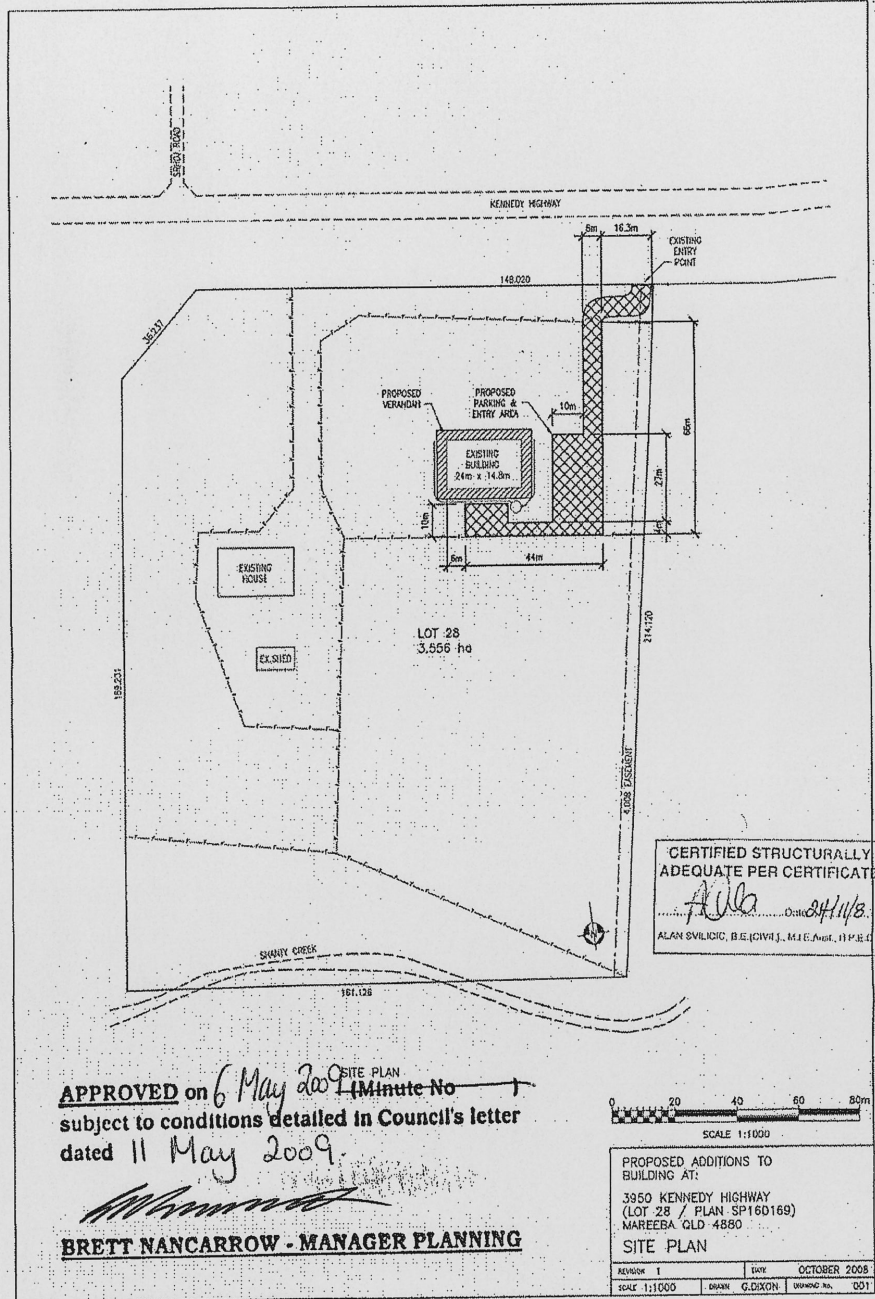 KENNEDY HIGHWAY
6m
16.3m
EXISTING
ENTRY
POINT
148.020
36.237
PROPOSED
VERANDAH
PROPOSED
PARKING &
ENTRY AREA
10m
66m
EXISTING
BUILDING
24m x 14.8m
27m
10m
4m
6m
44m
EXISTING
HOUSE
LOT 28
3.556 ha
EX.SHED
214.120
169.231
4.008 EASEMENT
CERTIFIED STRUCTURALLY
ADEQUATE PER CERTIFICATE
Date 24/11/8
ALAN SVILICIC, B.E.(CIVIL), M.I.E.Aust., R.P.E.Q
N
SHANTY CREEK
161.126
SITE PLAN
APPROVED on 6 May 2009 (Minute No )
subject to conditions detailed in Council's letter
dated 11 May 2009.
BRETT NANCARROW - MANAGER PLANNING
0 20 40 60 80m
SCALE 1:1000
PROPOSED ADDITIONS TO
BUILDING AT:
3950 KENNEDY HIGHWAY
(LOT 28 / PLAN SP160169)
MAREEBA QLD 4880
SITE PLAN
REVISION 1 DATE OCTOBER 2008
SCALE 1:1000 DRAWN G.DIXON DRAWING No. 001